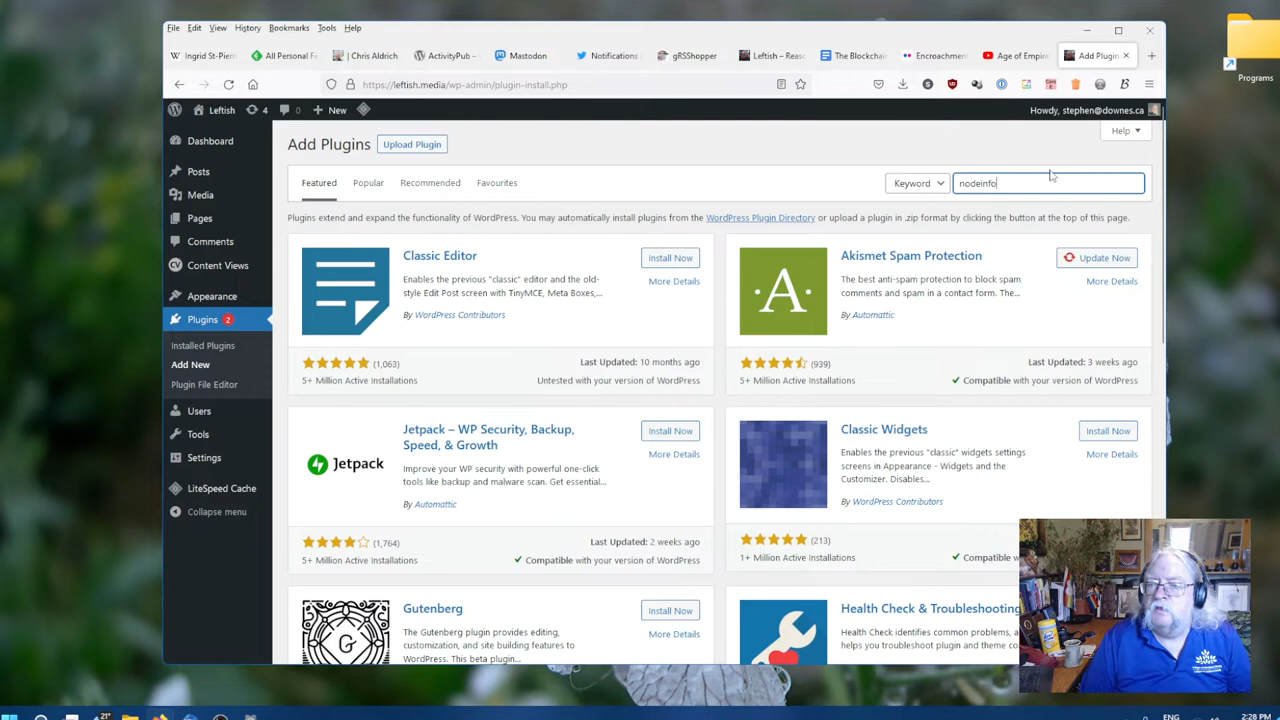 File Edit View History Bookmarks Tools Help
Ingrid St-Pierr
All Personal Fe
Chris Aldrich
ActivityPub –
Mastodon
Notifications
gRSShopper
Leftish – Reaso
The Blockchai
Encroachment
Age of Empire
Add Plugin
https://leftish.media/wp-admin/plugin-install.php
Leftish 4 0 New
Howdy, stephen@downes.ca
Programs
Dashboard
Posts
Media
Pages
Comments
Content Views
Appearance
Plugins 2
Installed Plugins
Add New
Plugin File Editor
Users
Tools
Settings
LiteSpeed Cache
Collapse menu
Add Plugins Upload Plugin
Help
Featured Popular Recommended Favourites
Keyword nodeinfo
Plugins extend and expand the functionality of WordPress. You may automatically install plugins from the WordPress Plugin Directory or upload a plugin in .zip format by clicking the button at the top of this page.
Classic Editor
Install Now
More Details
Enables the previous "classic" editor and the old-
style Edit Post screen with TinyMCE, Meta Boxes,...
By WordPress Contributors
(1,063)
Last Updated: 10 months ago
5+ Million Active Installations
Untested with your version of WordPress
A
Akismet Spam Protection
Update Now
More Details
The best anti-spam protection to block spam
comments and spam in a contact form. The...
By Automattic
(939)
Last Updated: 3 weeks ago
5+ Million Active Installations
Compatible with your version of WordPress
Jetpack
Jetpack – WP Security, Backup,
Speed, & Growth
Install Now
More Details
Improve your WP security with powerful one-click
tools like backup and malware scan. Get essential...
By Automattic
(1,764)
Last Updated: 2 weeks ago
5+ Million Active Installations
Compatible with your version of WordPress
Classic Widgets
Install Now
More Details
Enables the previous "classic" widgets settings
screens in Appearance - Widgets and the
Customizer. Disables...
By WordPress Contributors
(213)
1+ Million Active Installations
Com
G
Gutenberg
Install Now
More Details
The Gutenberg plugin provides editing,
customization, and site building features to
WordPress. This beta plugin...
Health Check & Troubleshooting
Health Check identifies common problems, a
helps you troubleshoot plugin and theme co
21°
ENG
2:28 PM